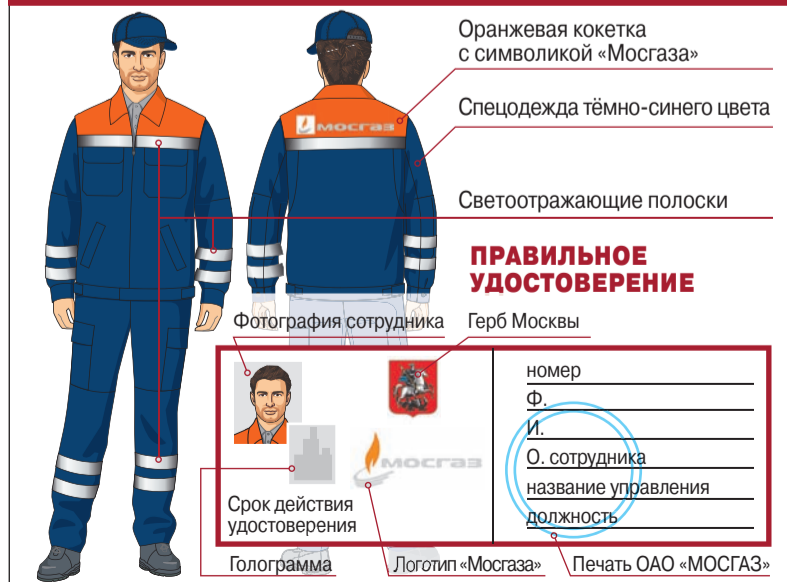 Оранжевая кокетка
с символикой «Мосгаза»
мосгаз
Спецодежда тёмно-синего цвета
Светоотражающие полоски
ПРАВИЛЬНОЕ
УДОСТОВЕРЕНИЕ
Фотография сотрудника
Герб Москвы
номер
Ф.
И.
О. сотрудника
название управления
должность
мосгаз
Срок действия
удостоверения
Голограмма
Логотип «Мосгаза»
Печать ОАО «МОСГАЗ»